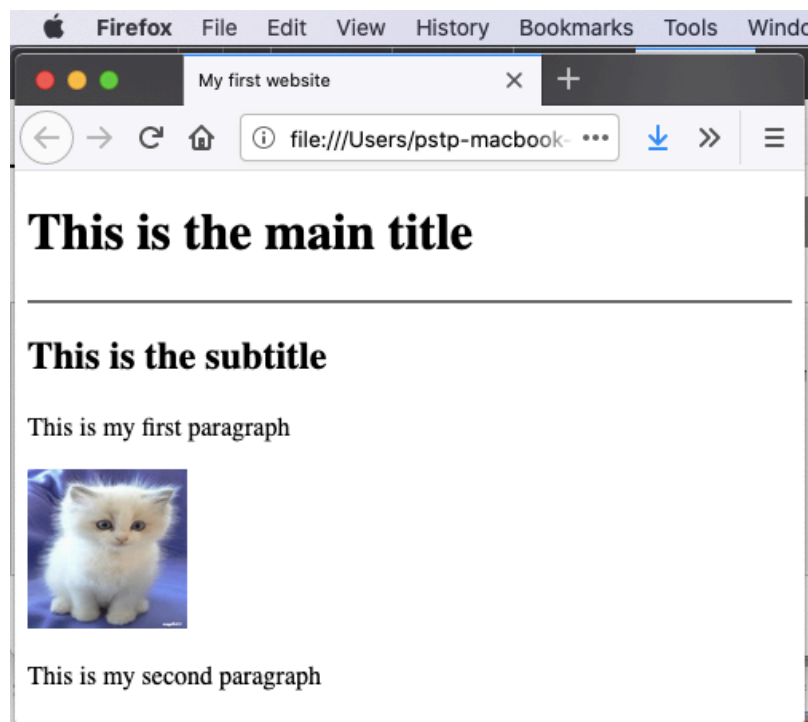 Firefox File Edit View History Bookmarks Tools
My first website
file:///Users/pstp-macbook-
This is the main title
This is the subtitle
This is my first paragraph
This is my second paragraph